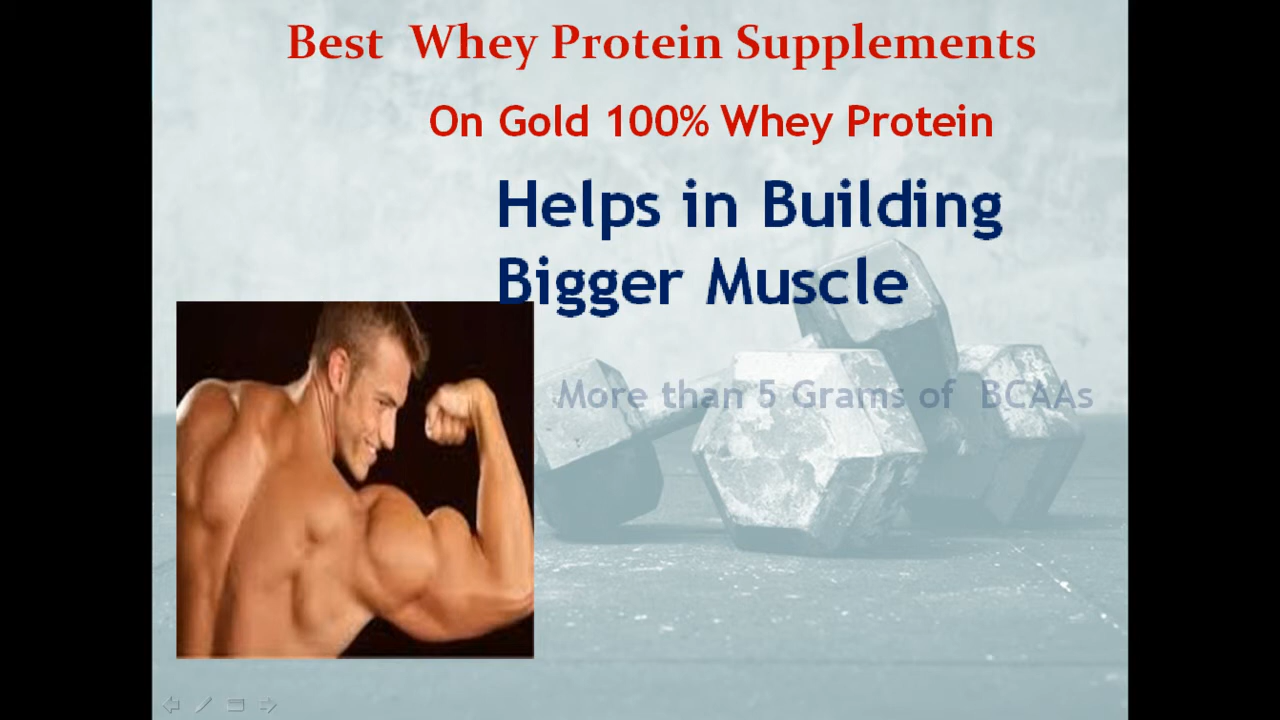 Best Whey Protein Supplements
On Gold 100% Whey Protein
Helps in Building
Bigger Muscle
More than 5 Grams of BCAAs